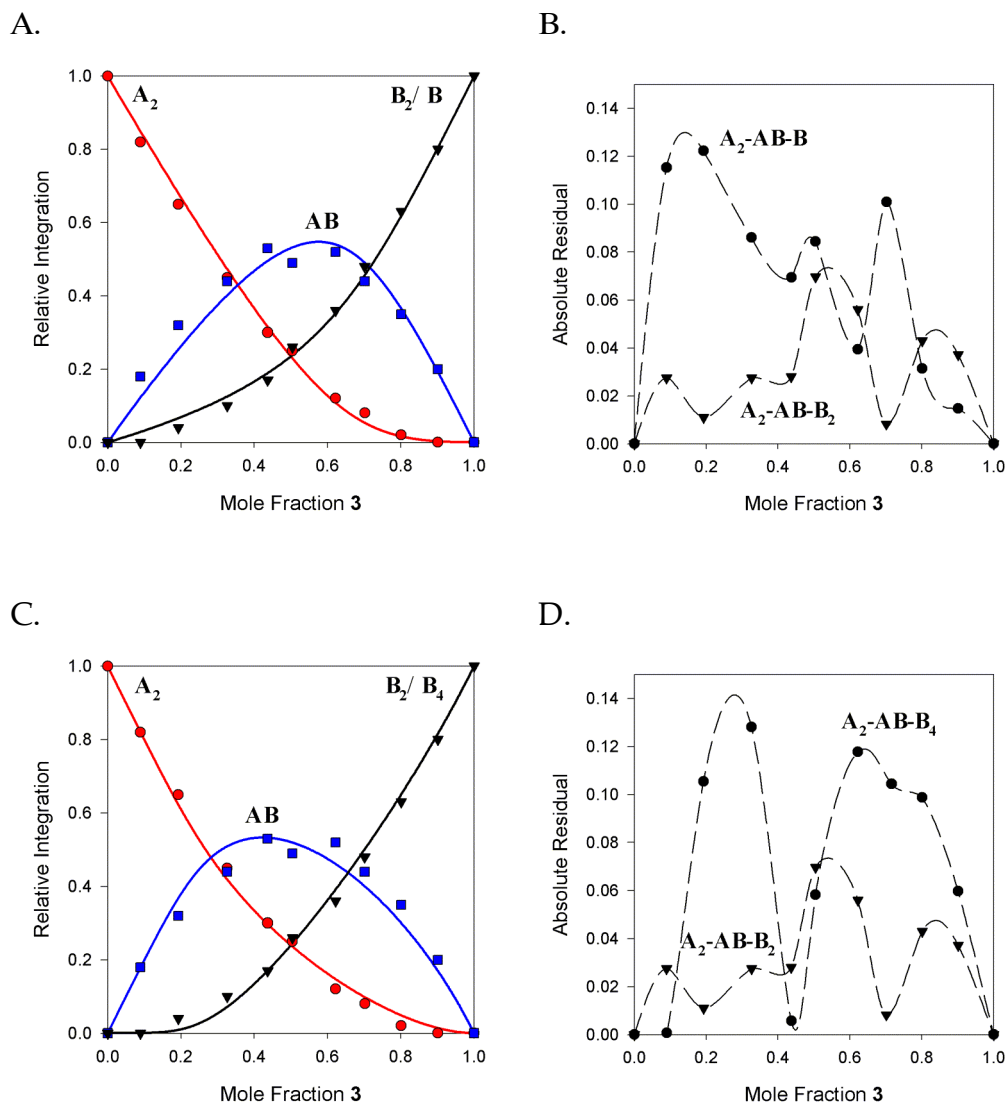 A.
B.
1.0
0.8
0.6
0.4
0.2
0.0
Relative Integration
A2
B2/ B
AB
0.0 0.2 0.4 0.6 0.8 1.0
Mole Fraction 3
0.14
0.12
0.10
0.08
0.06
0.04
0.02
0.00
Absolute Residual
A2-AB-B
A2-AB-B2
0.0 0.2 0.4 0.6 0.8 1.0
Mole Fraction 3
C.
D.
1.0
0.8
0.6
0.4
0.2
0.0
Relative Integration
A2
B2/ B4
AB
0.0 0.2 0.4 0.6 0.8 1.0
Mole Fraction 3
0.14
0.12
0.10
0.08
0.06
0.04
0.02
0.00
Absolute Residual
A2-AB-B4
A2-AB-B2
0.0 0.2 0.4 0.6 0.8 1.0
Mole Fraction 3